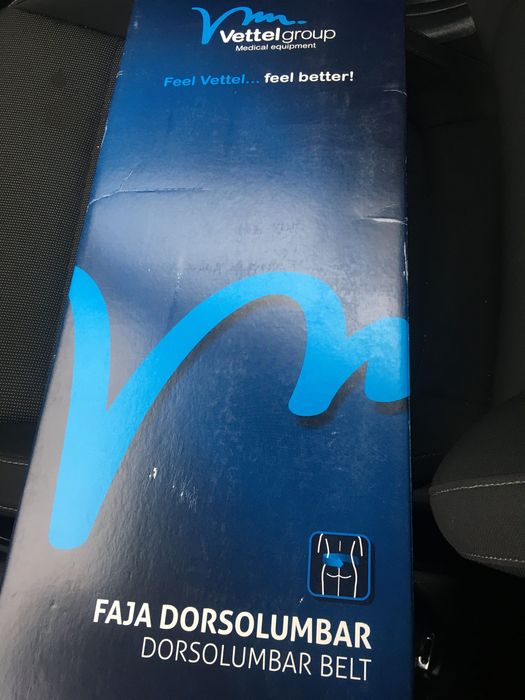 Vettelgroup
Medical equipment
Feel Vettel... feel better!
FAJA DORSOLUMBAR
DORSOLUMBAR BELT